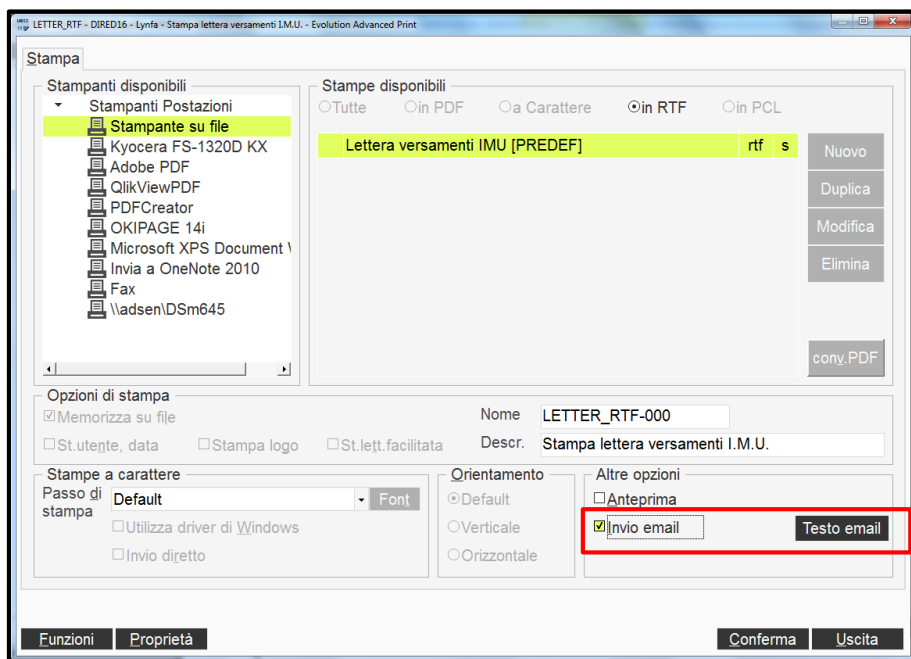 LETTER_RTF - DIRED16 - Lynfa - Stampa lettera versamenti I.M.U. - Evolution Advanced Print
Stampa
Stampanti disponibili
Stampanti Postazioni
Stampante su file
Kyocera FS-1320D KX
Adobe PDF
QlikViewPDF
PDFCreator
OKIPAGE 14i
Microsoft XPS Document
Invia a OneNote 2010
Fax
\\adsen\DSm645
Stampe disponibili
Tutte in PDF a Carattere in RTF in PCL
Lettera versamenti IMU [PREDEF] rtf s
Nuovo
Duplica
Modifica
Elimina
conv.PDF
Opzioni di stampa
Memorizza su file
St.utente, data Stampa logo St.lett.facilitata
Nome LETTER_RTF-000
Descr. Stampa lettera versamenti I.M.U.
Stampe a carattere
Passo di stampa Default Font
Utilizza driver di Windows
Invio diretto
Orientamento
Default
Verticale
Orizzontale
Altre opzioni
Anteprima
Invio email Testo email
Funzioni Proprietà Conferma Uscita